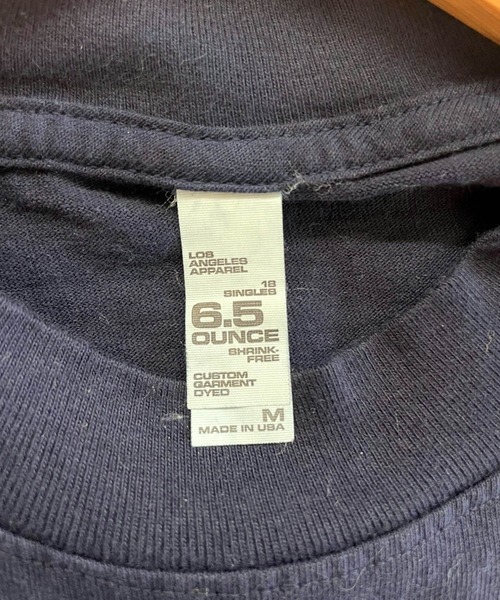 LOS
ANGELES
APPAREL
18
SINGLES
6.5
OUNCE
SHRINK-
FREE
CUSTOM
GARMENT
DYED
M
MADE IN USA